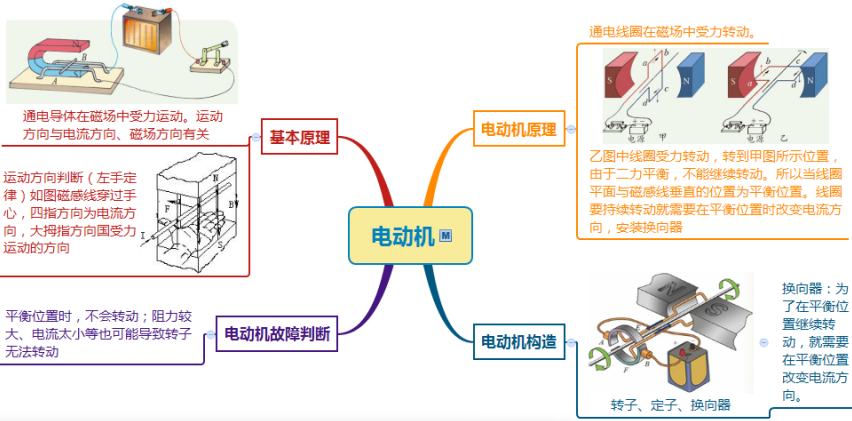 电动机
基本原理
通电导体在磁场中受力运动。运动
方向与电流方向、磁场方向有关
B
A
运动方向判断（左手定
律）如图磁感线穿过手
心，四指方向为电流方
向，大拇指方向国受力
运动的方向
N
F
B
I
S
电动机故障判断
平衡位置时，不会转动；阻力较
大、电流太小等也可能导致转子
无法转动
电动机原理
通电线圈在磁场中受力转动。
S a b c d N
电源 甲
S a b c d N
电源 乙
乙图中线圈受力转动，转到甲图所示位置，
由于二力平衡，不能继续转动。所以当线圈
平面与磁感线垂直的位置为平衡位置。线圈
要持续转动就需要在平衡位置时改变电流方
向，安装换向器
电动机构造
N
S
E
A
F
B
转子、定子、换向器
换向器：为
了在平衡位
置继续转
动，就需要
在平衡位置
改变电流方
向。